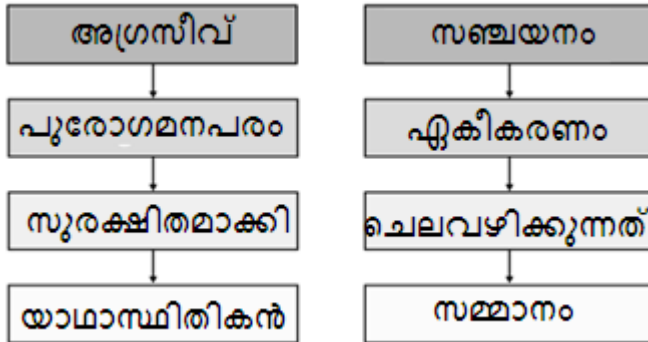 അഗ്രസീവ്
പുരോഗമനപരം
സുരക്ഷിതമാക്കി
യാഥാസ്ഥിതികൻ
സഞ്ചയനം
ഏകീകരണം
ചെലവഴിക്കുന്നത്
സമ്മാനം